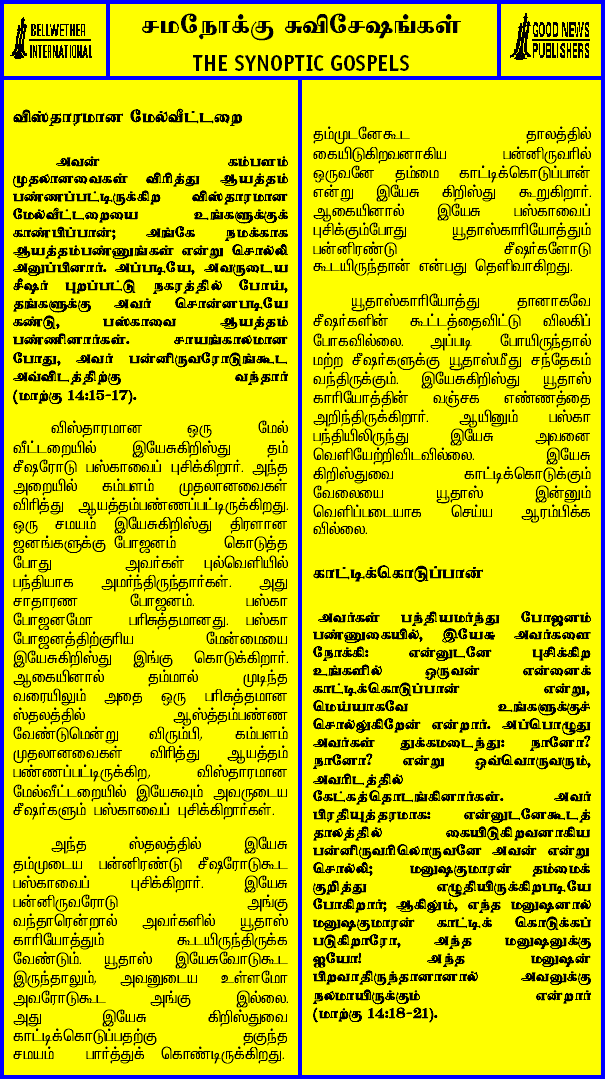 BELLWETHER
INTERNATIONAL
சமநோக்கு சுவிசேஷங்கள்
THE SYNOPTIC GOSPELS
GOOD NEWS
PUBLISHERS
விஸ்தாரமான மேல்வீட்டறை
அவன் கம்பளம்
முதலானவைகள் விரித்து ஆயத்தம்
பண்ணப்பட்டிருக்கிற விஸ்தாரமான
மேல்வீட்டறையை உங்களுக்குக்
காண்பிப்பான்; அங்கே நமக்காக
ஆயத்தம்பண்ணுங்கள் என்று சொல்லி
அனுப்பினார். அப்படியே, அவருடைய
சீஷர் புறப்பட்டு நகரத்தில் போய்,
தங்களுக்கு அவர் சொன்னபடியே
கண்டு, பஸ்காவை ஆயத்தம்
பண்ணினார்கள். சாயங்காலமான
போது, அவர் பன்னிருவரோடுங்கூட
அவ்விடத்திற்கு வந்தார்
(மாற்கு 14:15-17).
விஸ்தாரமான ஒரு மேல்
வீட்டறையில் இயேசுகிறிஸ்து தம்
சீஷரோடு பஸ்காவைப் புசிக்கிறார். அந்த
அறையில் கம்பளம் முதலானவைகள்
விரித்து ஆயத்தம்பண்ணப்பட்டிருக்கிறது.
ஒரு சமயம் இயேசுகிறிஸ்து திரளான
ஜனங்களுக்கு போஜனம் கொடுத்த
போது அவர்கள் புல்வெளியில்
பந்தியாக அமர்ந்திருந்தார்கள். அது
சாதாரண போஜனம். பஸ்கா
போஜனமோ பரிசுத்தமானது. பஸ்கா
போஜனத்திற்குரிய மேன்மையை
இயேசுகிறிஸ்து இங்கு கொடுக்கிறார்.
ஆகையினால் தம்மால் முடிந்த
வரையிலும் அதை ஒரு பரிசுத்தமான
ஸ்தலத்தில் ஆஸ்த்தம்பண்ண
வேண்டுமென்று விரும்பி, கம்பளம்
முதலானவைகள் விரித்து ஆயத்தம்
பண்ணப்பட்டிருக்கிற, விஸ்தாரமான
மேல்வீட்டறையில் இயேசுவும் அவருடைய
சீஷர்களும் பஸ்காவைப் புசிக்கிறார்கள்.
அந்த ஸ்தலத்தில் இயேசு
தம்முடைய பன்னிரண்டு சீஷரோடுகூட
பஸ்காவைப் புசிக்கிறார். இயேசு
பன்னிருவரோடு அங்கு
வந்தாரென்றால் அவர்களில் யூதாஸ்
காரியோத்தும் கூடயிருந்திருக்க
வேண்டும். யூதாஸ் இயேசுவோடுகூட
இருந்தாலும், அவனுடைய உள்ளமோ
அவரோடுகூட அங்கு இல்லை.
அது இயேசு கிறிஸ்துவை
காட்டிக்கொடுப்பதற்கு தகுந்த
சமயம் பார்த்துக் கொண்டிருக்கிறது.
தம்முடனேகூட தாலத்தில்
கையிடுகிறவனாகிய பன்னிருவரில்
ஒருவனே தம்மை காட்டிக்கொடுப்பான்
என்று இயேசு கிறிஸ்து கூறுகிறார்.
ஆகையினால் இயேசு பஸ்காவைப்
புசிக்கும்போது யூதாஸ்காரியோத்தும்
பன்னிரண்டு சீஷர்களோடு
கூடயிருந்தான் என்பது தெளிவாகிறது.
யூதாஸ்காரியோத்து தானாகவே
சீஷர்களின் கூட்டத்தைவிட்டு விலகிப்
போகவில்லை. அப்படி போயிருந்தால்
மற்ற சீஷர்களுக்கு யூதாஸ்மீது சந்தேகம்
வந்திருக்கும். இயேசுகிறிஸ்து யூதாஸ்
காரியோத்தின் வஞ்சக எண்ணத்தை
அறிந்திருக்கிறார். ஆயினும் பஸ்கா
பந்தியிலிருந்து இயேசு அவனை
வெளியேற்றிவிடவில்லை. இயேசு
கிறிஸ்துவை காட்டிக்கொடுக்கும்
வேலையை யூதாஸ் இன்னும்
வெளிப்படையாக செய்ய ஆரம்பிக்க
வில்லை.
காட்டிக்கொடுப்பான்
அவர்கள் பந்தியமர்ந்து போஜனம்
பண்ணுகையில், இயேசு அவர்களை
நோக்கி: என்னுடனே புசிக்கிற
உங்களில் ஒருவன் என்னைக்
காட்டிக்கொடுப்பான் என்று,
மெய்யாகவே உங்களுக்குச்
சொல்லுகிறேன் என்றார். அப்பொழுது
அவர்கள் துக்கமடைந்து: நானோ?
நானோ? என்று ஒவ்வொருவரும்,
அவரிடத்தில்
கேட்கத்தொடங்கினார்கள். அவர்
பிரதியுத்தரமாக: என்னுடனேகூடத்
தாலத்தில் கையிடுகிறவனாகிய
பன்னிருவரிலொருவனே அவன் என்று
சொல்லி; மனுஷகுமாரன் தம்மைக்
குறித்து எழுதியிருக்கிறபடியே
போகிறார்; ஆகிலும், எந்த மனுஷனால்
மனுஷகுமாரன் காட்டிக் கொடுக்கப்
படுகிறாரோ, அந்த மனுஷனுக்கு
ஐயோ! அந்த மனுஷன்
பிறவாதிருந்தானானால் அவனுக்கு
நலமாயிருக்கும் என்றார்
(மாற்கு 14:18-21).